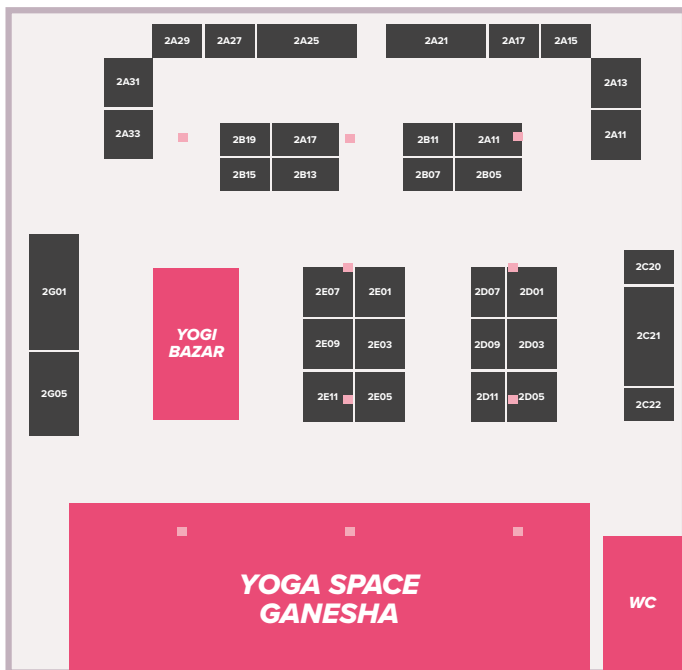 2A29
2A27
2A25
2A21
2A17
2A15
2A31
2A13
2A33
2A11
2B19
2A17
2B11
2A11
2B15
2B13
2B07
2B05
2G01
2G05
YOGI
BAZAR
2E07
2E01
2E09
2E03
2E11
2E05
2D07
2D01
2D09
2D03
2D11
2D05
2C20
2C21
2C22
YOGA SPACE
GANESHA
WC